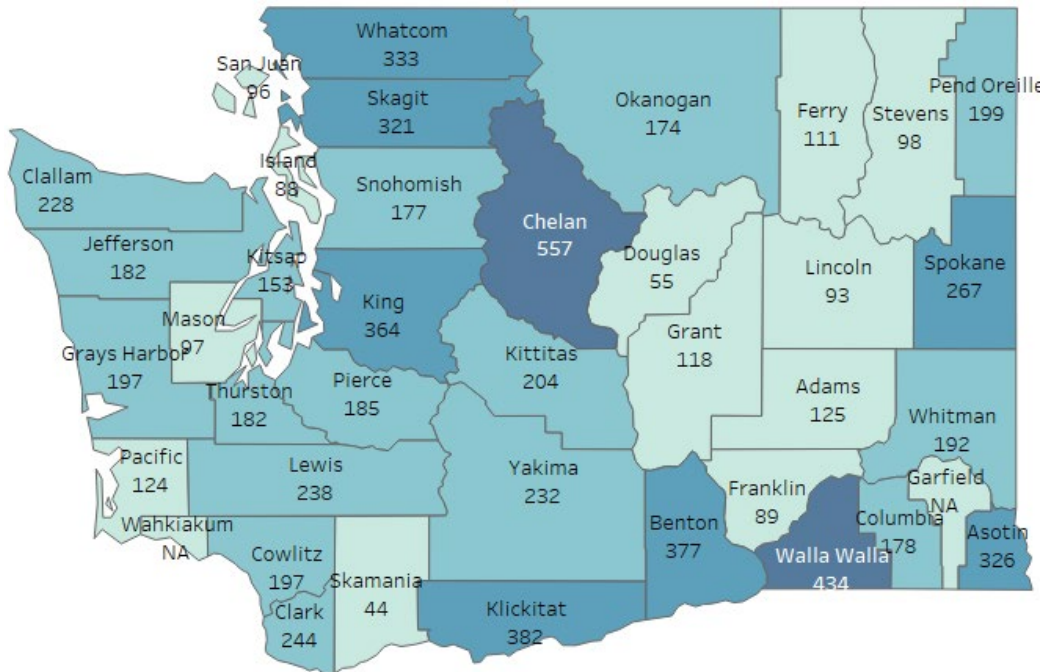 Whatcom
333
San Juan
96
Skagit
321
Okanogan
174
Ferry
111
Stevens
98
Pend Oreille
199
Island
88
Clallam
228
Snohomish
177
Chelan
557
Jefferson
182
Kitsap
153
Douglas
55
Lincoln
93
Spokane
267
King
364
Mason
97
Grant
118
Grays Harbor
197
Kittitas
204
Thurston
182
Pierce
185
Adams
125
Whitman
192
Pacific
124
Lewis
238
Yakima
232
Garfield
NA
Franklin
89
Benton
377
Columbia
178
Asotin
326
Wahkiakum
NA
Cowlitz
197
Walla Walla
434
Skamania
44
Clark
244
Klickitat
382